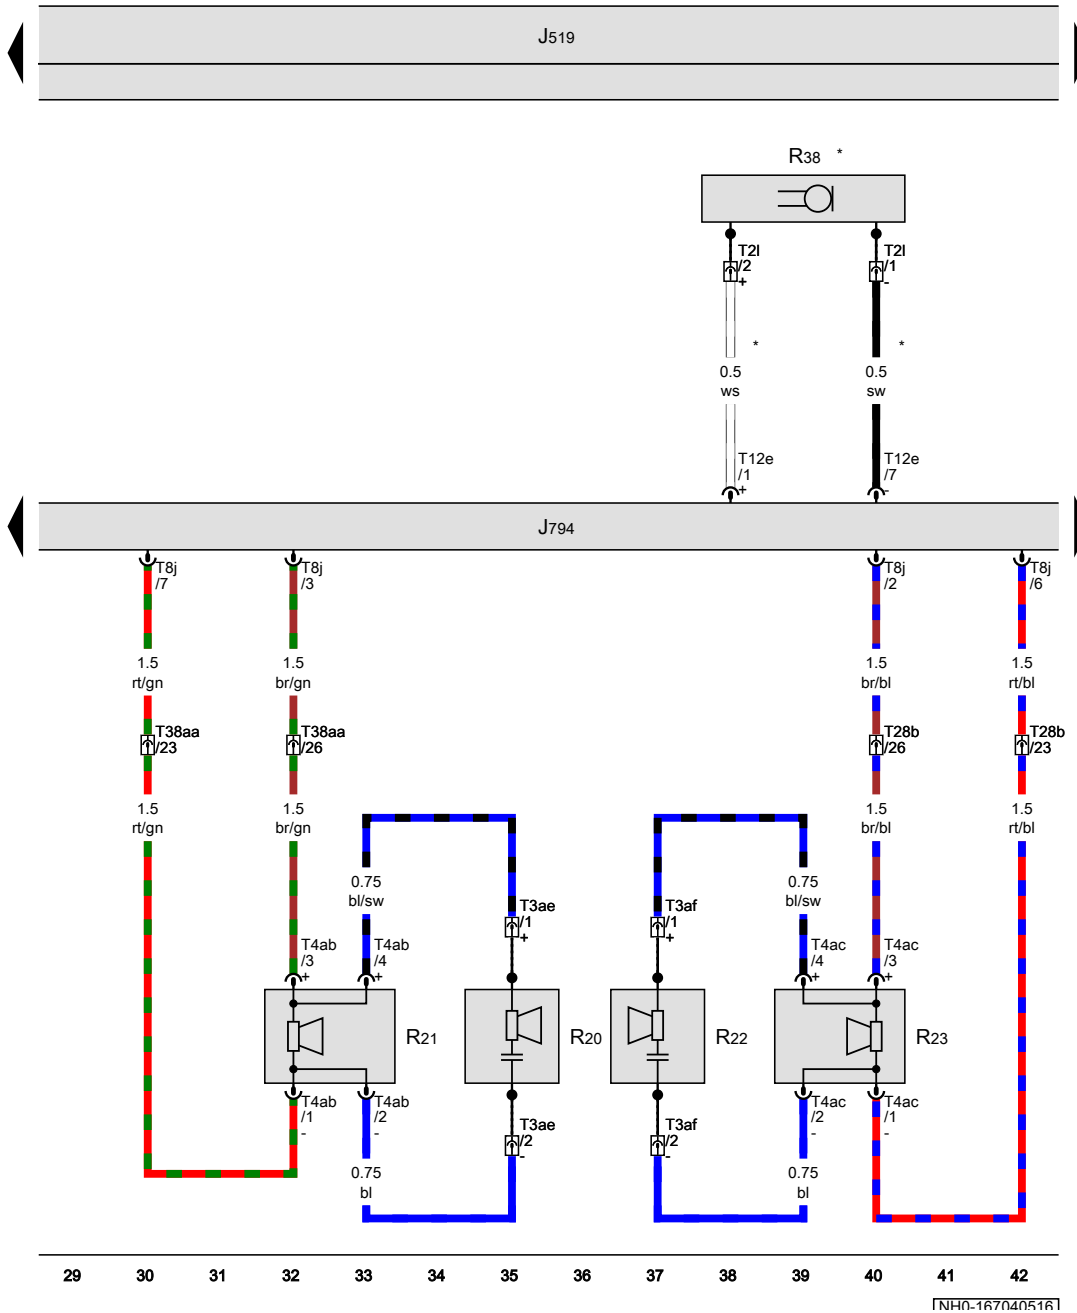 J519
R38 *
T2l
/2
+
T2l
/1
-
*
*
0.5
ws
0.5
sw
T12e
/1
+
T12e
/7
-
J794
T8j
/7
T8j
/3
T8j
/2
T8j
/6
1.5
rt/gn
1.5
br/gn
1.5
br/bl
1.5
rt/bl
T38aa
/23
T38aa
/26
T28b
/26
T28b
/23
1.5
rt/gn
1.5
br/gn
1.5
br/bl
1.5
rt/bl
0.75
bl/sw
0.75
bl/sw
T3ae
/1
+
T3af
/1
+
T4ab
/3
+
T4ab
/4
+
T4ac
/4
+
T4ac
/3
+
R21
R20
R22
R23
T4ab
/1
-
T4ab
/2
-
T3ae
/2
-
T3af
/2
-
T4ac
/2
-
T4ac
/1
-
0.75
bl
0.75
bl
29 30 31 32 33 34 35 36 37 38 39 40 41 42
NH0-167040516